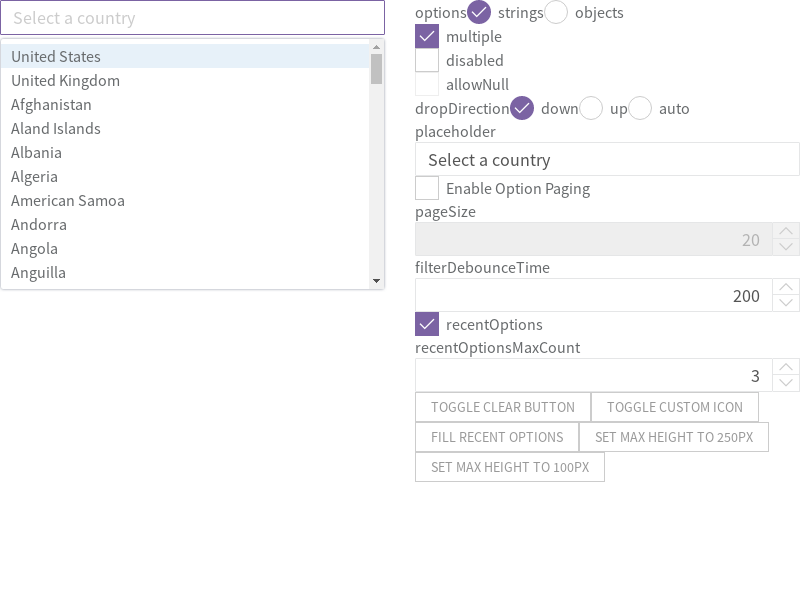 Select a country
United States
United Kingdom
Afghanistan
Aland Islands
Albania
Algeria
American Samoa
Andorra
Angola
Anguilla
options strings objects
multiple
disabled
allowNull
dropDirection down up auto
placeholder
Select a country
Enable Option Paging
pageSize
20
filterDebounceTime
200
recentOptions
recentOptionsMaxCount
3
TOGGLE CLEAR BUTTON TOGGLE CUSTOM ICON
FILL RECENT OPTIONS SET MAX HEIGHT TO 250PX
SET MAX HEIGHT TO 100PX